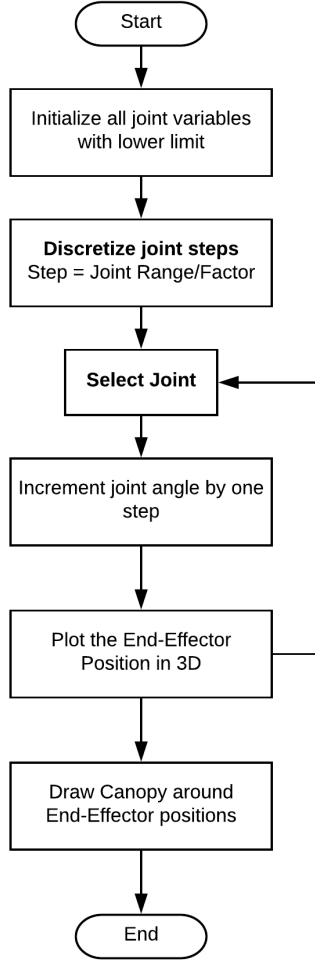 Start
Initialize all joint variables
with lower limit
Discretize joint steps
Step = Joint Range/Factor
Select Joint
Increment joint angle by one
step
Plot the End-Effector
Position in 3D
Draw Canopy around
End-Effector positions
End